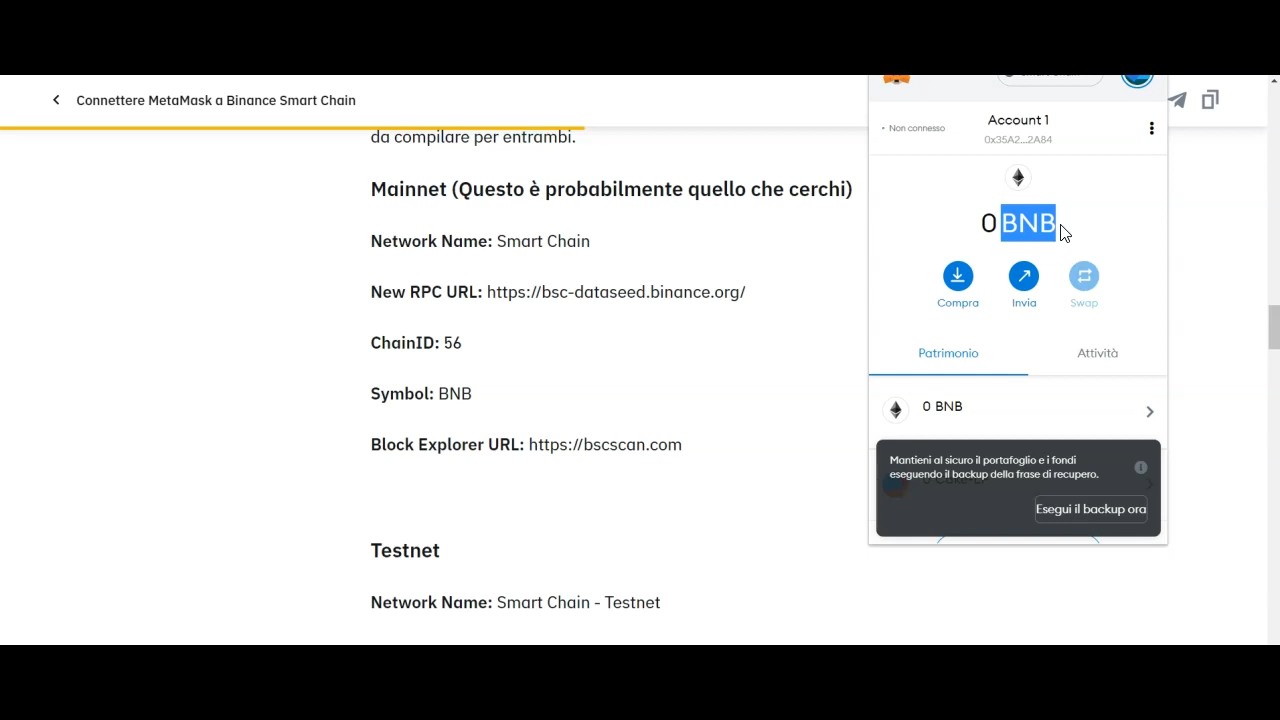 Connettere MetaMask a Binance Smart Chain
da compilare per entrambi.
Mainnet (Questo è probabilmente quello che cerchi)
Network Name: Smart Chain
New RPC URL: https://bsc-dataseed.binance.org/
ChainID: 56
Symbol: BNB
Block Explorer URL: https://bscscan.com
Testnet
Network Name: Smart Chain - Testnet
Non connesso
Account 1
0x35A2...2A84
0 BNB
Compra
Invia
Swap
Patrimonio
Attività
0 BNB
Mantieni al sicuro il portafoglio e i fondi
eseguendo il backup della frase di recupero.
Esegui il backup ora